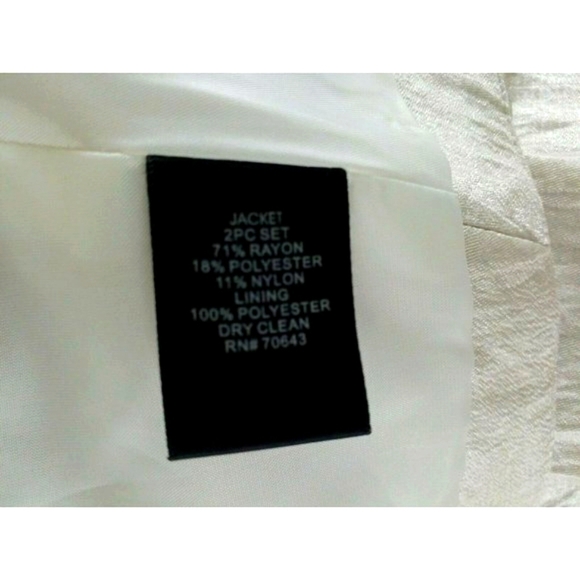 JACKET
2PC SET
71% RAYON
18% POLYESTER
11% NYLON
LINING
100% POLYESTER
DRY CLEAN
RN# 70643